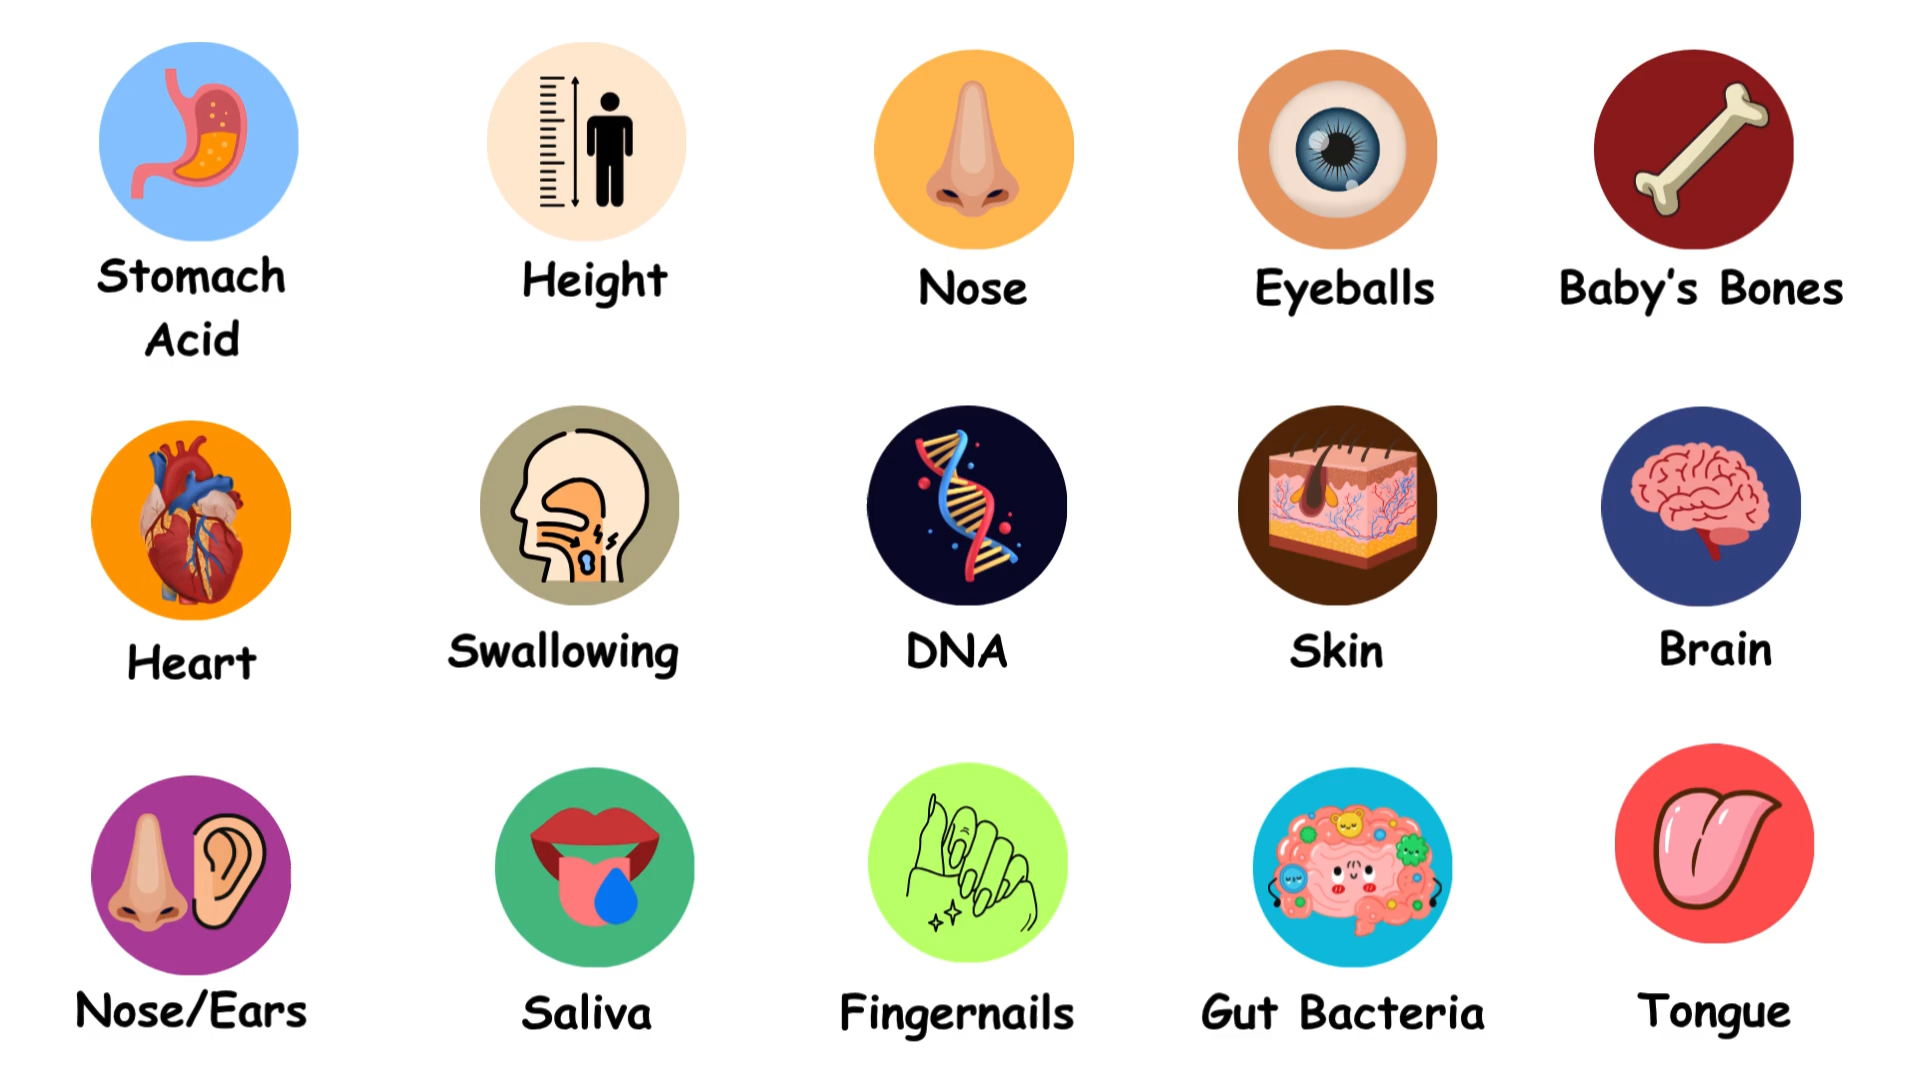 Stomach
Acid
Height
Nose
Eyeballs
Baby's Bones
Heart
Swallowing
DNA
Skin
Brain
Nose/Ears
Saliva
Fingernails
Gut Bacteria
Tongue